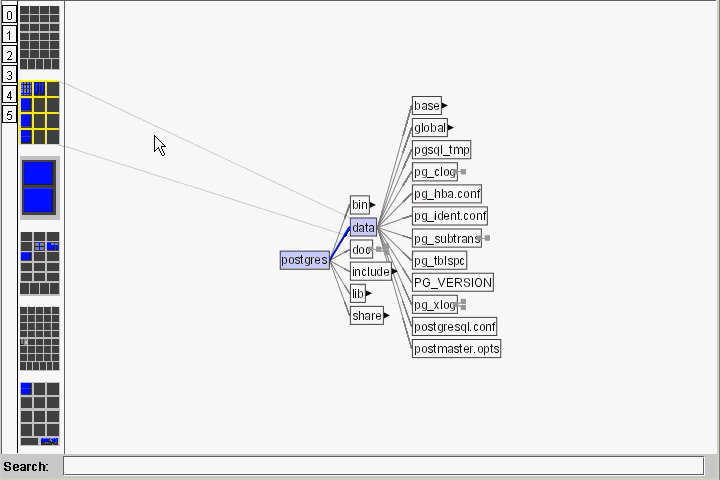 0
1
2
3
4
5
postgres
bin
data
doc
include
lib
share
base
global
pgsql_tmp
pg_clog
pg_hba.conf
pg_ident.conf
pg_subtrans
pg_tblspc
PG_VERSION
pg_xlog
postgresql.conf
postmaster.opts
Search: